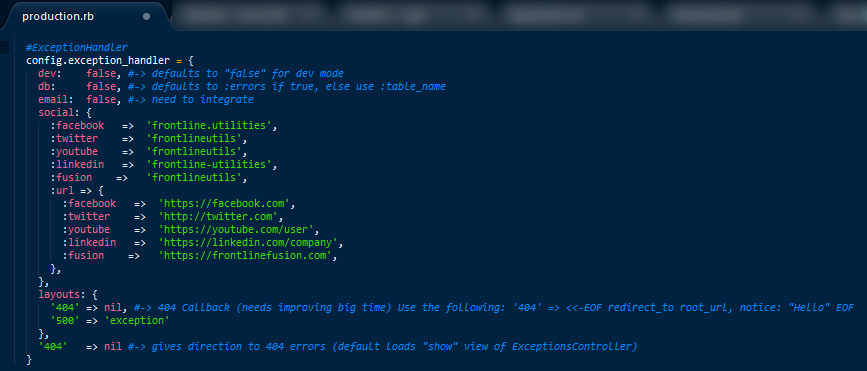 production.rb
#ExceptionHandler
config.exception_handler = {
dev: false, #-> defaults to "false" for dev mode
db: false, #-> defaults to :errors if true, else use :table_name
email: false, #-> need to integrate
social: {
:facebook => 'frontline.utilities',
:twitter => 'frontlineutils',
:youtube => 'frontlineutils',
:linkedin => 'frontline-utilities',
:fusion => 'frontlineutils',
:url => {
:facebook => 'https://facebook.com',
:twitter => 'http://twitter.com',
:youtube => 'https://youtube.com/user',
:linkedin => 'https://linkedin.com/company',
:fusion => 'https://frontlinefusion.com',
},
},
layouts: {
'404' => nil, #-> 404 Callback (needs improving big time) Use the following: '404' => <<-EOF redirect_to root_url, notice: "Hello" EOF
'500' => 'exception'
},
'404' => nil #-> gives direction to 404 errors (default loads "show" view of ExceptionsController)
}